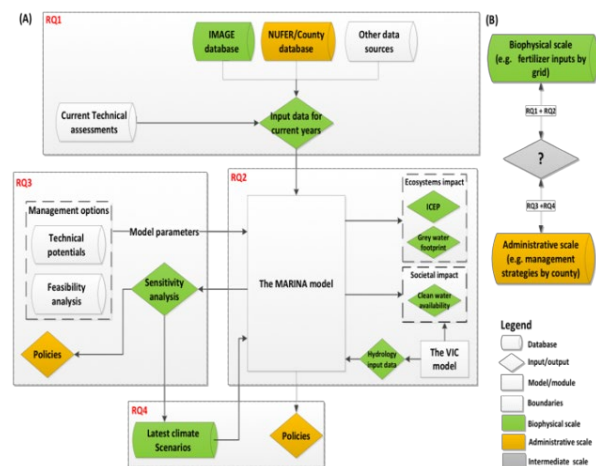 (A)
RQ1
IMAGE
database
NUFER/County
database
Other data
sources
Current Technical
assessments
Input data for
current years
RQ3
Management options
Technical
potentials
Feasibility
analysis
Model parameters
Sensitivity
analysis
Policies
RQ2
The MARINA model
Ecosystems impact
ICEP
Grey water
footprint
Societal impact
Clean water
availability
Hydrology
input data
The VIC
model
RQ4
Latest climate
Scenarios
Policies
(B)
Biophysical scale
(e.g. fertilizer inputs by
grid)
RQ1 + RQ2
?
RQ3 +RQ4
Administrative scale
(e.g. management
strategies by county)
Legend
Database
Input/output
Model/module
Boundaries
Biophysical scale
Administrative scale
Intermediate scale